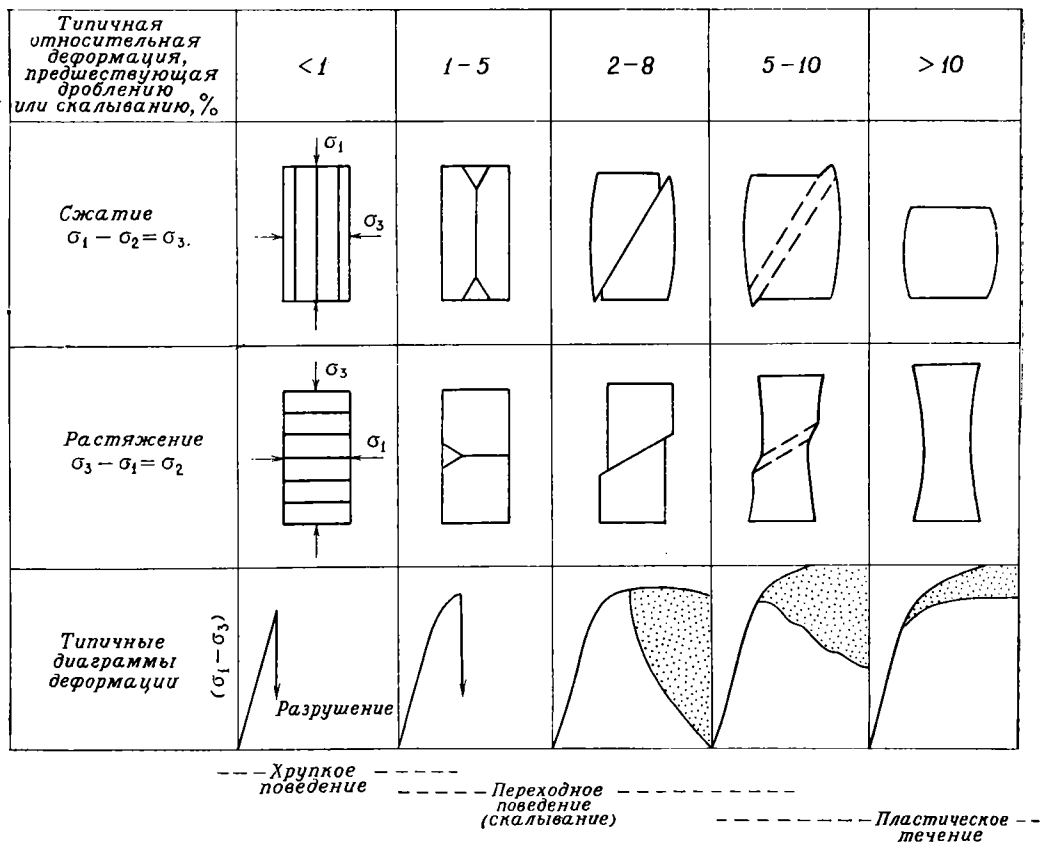 Типичная
относительная
деформация,
предшествующая
дроблению
или скалыванию, %
<1
1–5
2–8
5–10
>10
Сжатие
σ1 – σ2 = σ3.
σ1
σ3
Растяжение
σ3 – σ1 = σ2
σ3
σ1
Типичные
диаграммы
деформации
(σ1 – σ3)
Разрушение
Хрупкое
поведение
Переходное
поведение
(скалывание)
Пластическое
течение